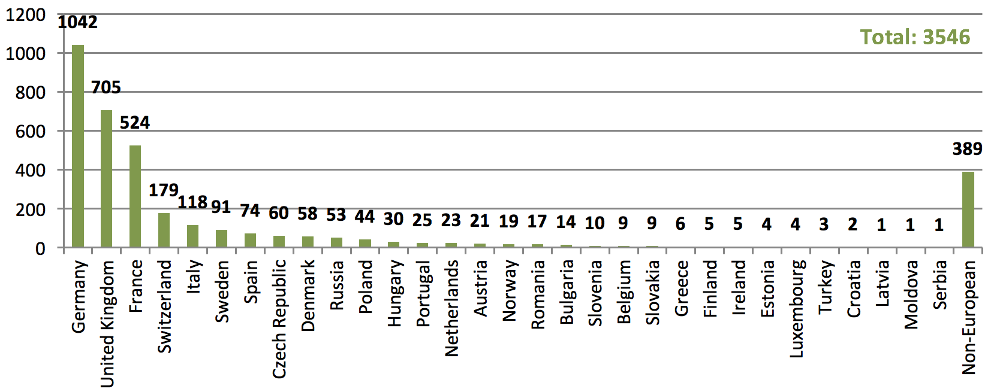 1200
1000
800
600
400
200
0
Total: 3546
1042
705
524
179
118
91
74
60
58
53
44
30
25
23
21
19
17
14
10
9
9
6
5
5
4
4
3
2
1
1
1
389
Germany
United Kingdom
France
Switzerland
Italy
Sweden
Spain
Czech Republic
Denmark
Russia
Poland
Hungary
Portugal
Netherlands
Austria
Norway
Romania
Bulgaria
Slovenia
Belgium
Slovakia
Greece
Finland
Ireland
Estonia
Luxembourg
Turkey
Croatia
Latvia
Moldova
Serbia
Non-European